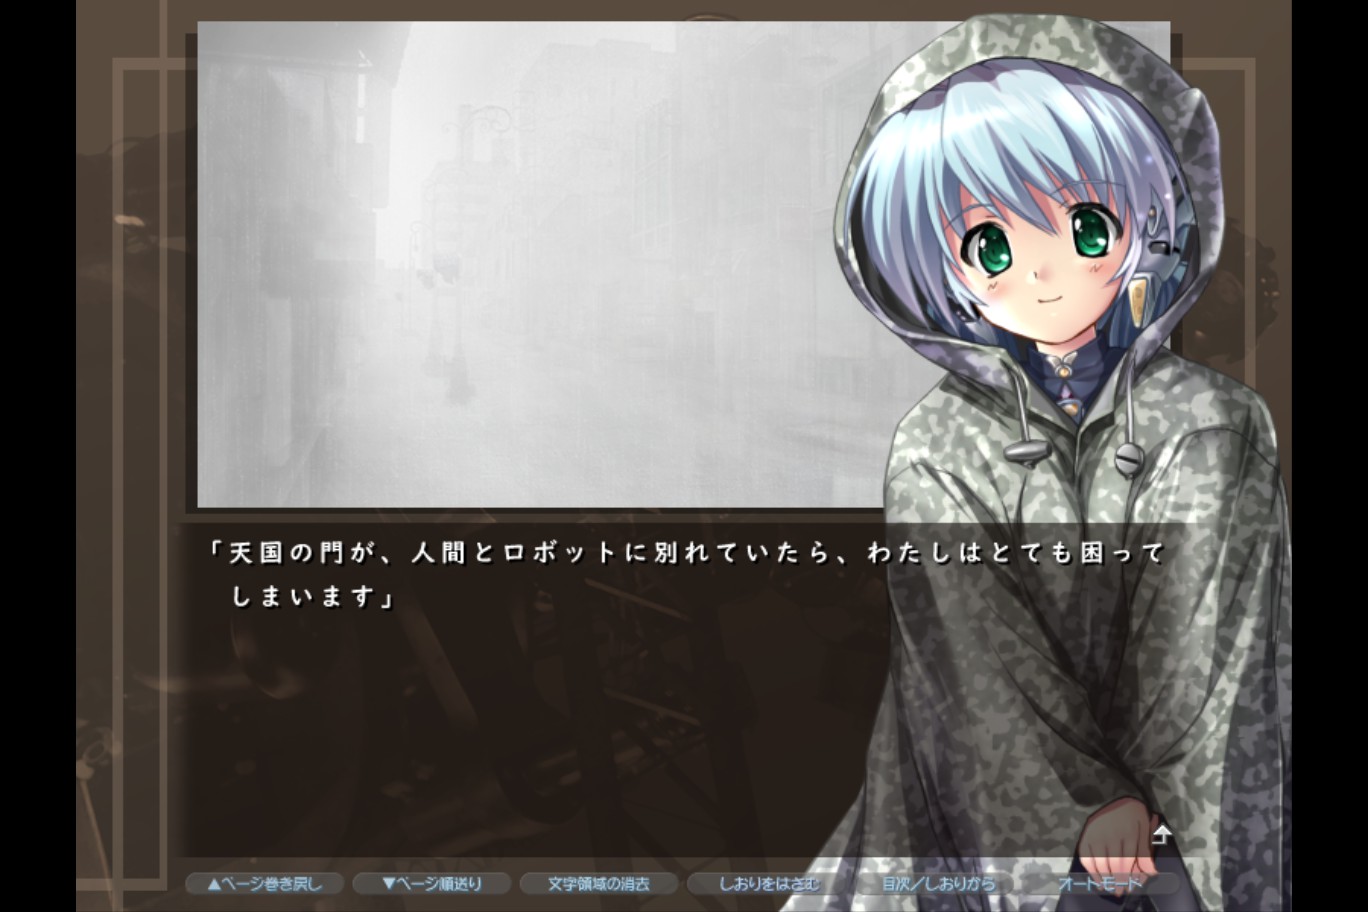 「天国の門が、人間とロボットに別れていたら、わたしはとても困って
しまいます」
▲ページ巻き戻し
▼ページ順送り
文字領域の消去
しおりをはさむ
目次／しおりから
オートモード